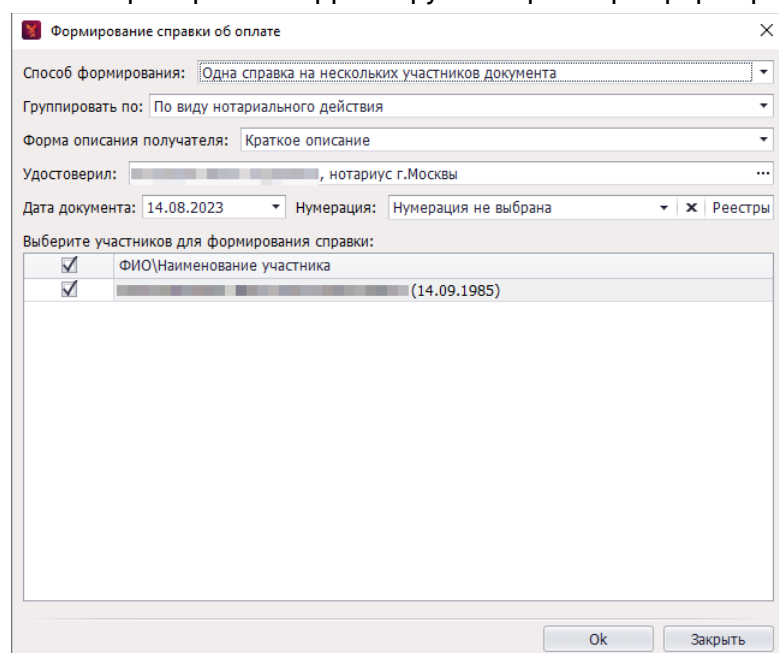 Формирование справки об оплате
Способ формирования: Одна справка на нескольких участников документа
Группировать по: По виду нотариального действия
Форма описания получателя: Краткое описание
Удостоверил: , нотариус г.Москвы ...
Дата документа: 14.08.2023 Нумерация: Нумерация не выбрана x Реестры
Выберите участников для формирования справки:
ФИО\Наименование участника
(14.09.1985)
Ok Закрыть